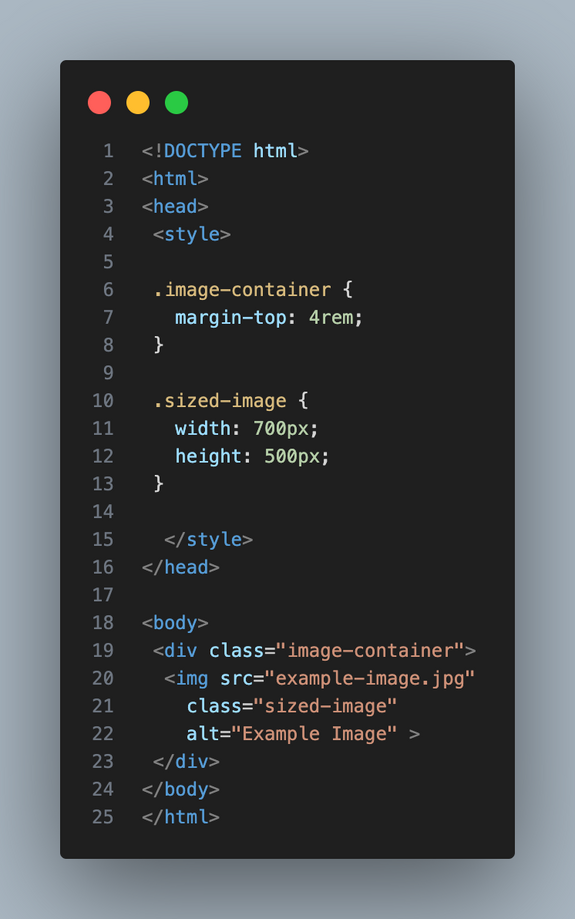 1 <!DOCTYPE html>
2 <html>
3 <head>
4  <style>
5
6  .image-container {
7    margin-top: 4rem;
8  }
9
10  .sized-image {
11    width: 700px;
12    height: 500px;
13  }
14
15   </style>
16 </head>
17
18 <body>
19  <div class="image-container">
20   <img src="example-image.jpg"
21     class="sized-image"
22     alt="Example Image" >
23  </div>
24 </body>
25 </html>